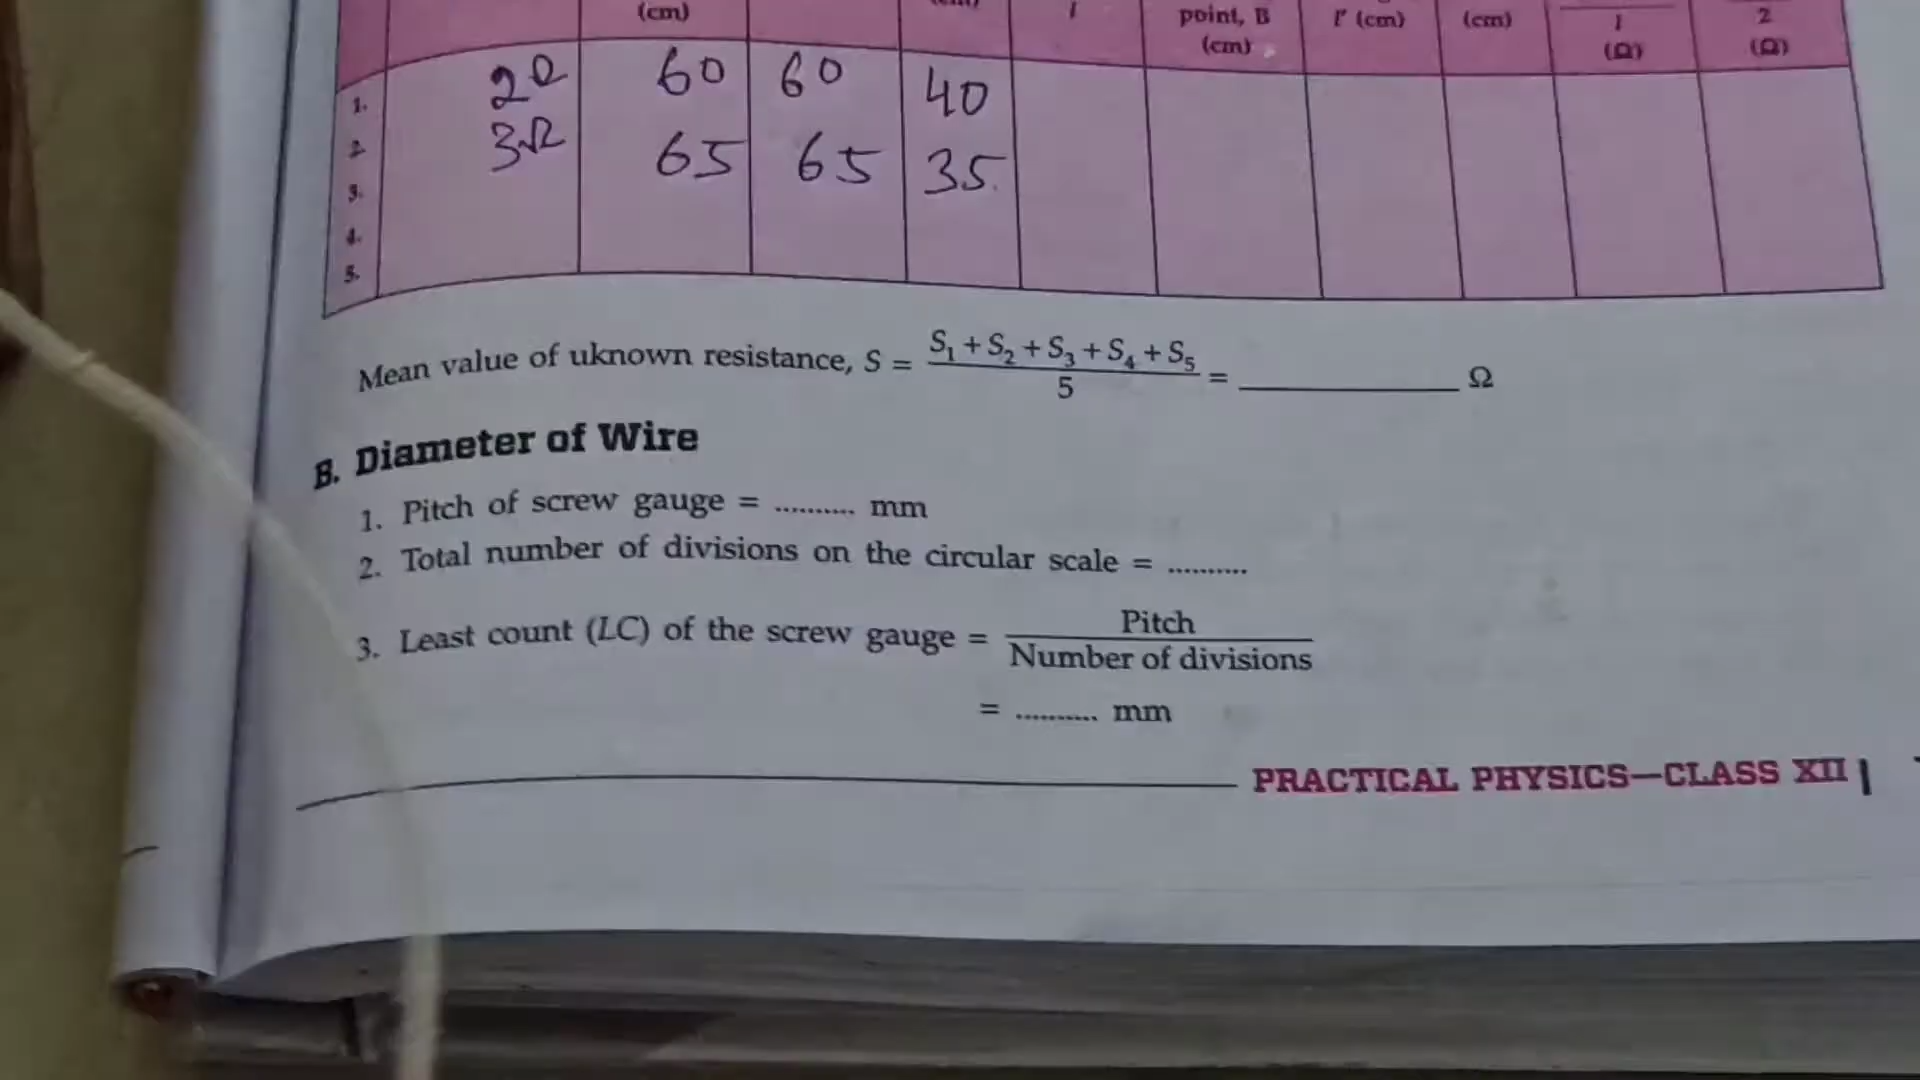 (cm) l point, B l' (cm) (cm) l 2
(cm) (Ω) (Ω)
1. 2Ω 60 60 40
2. 3Ω 65 65 35
3.
4.
5.
Mean value of uknown resistance, S = S₁ + S₂ + S₃ + S₄ + S₅ / 5 = __________ Ω
B. Diameter of Wire
1. Pitch of screw gauge = .......... mm
2. Total number of divisions on the circular scale = ..........
3. Least count (LC) of the screw gauge = Pitch / Number of divisions
= .......... mm
PRACTICAL PHYSICS—CLASS XII |